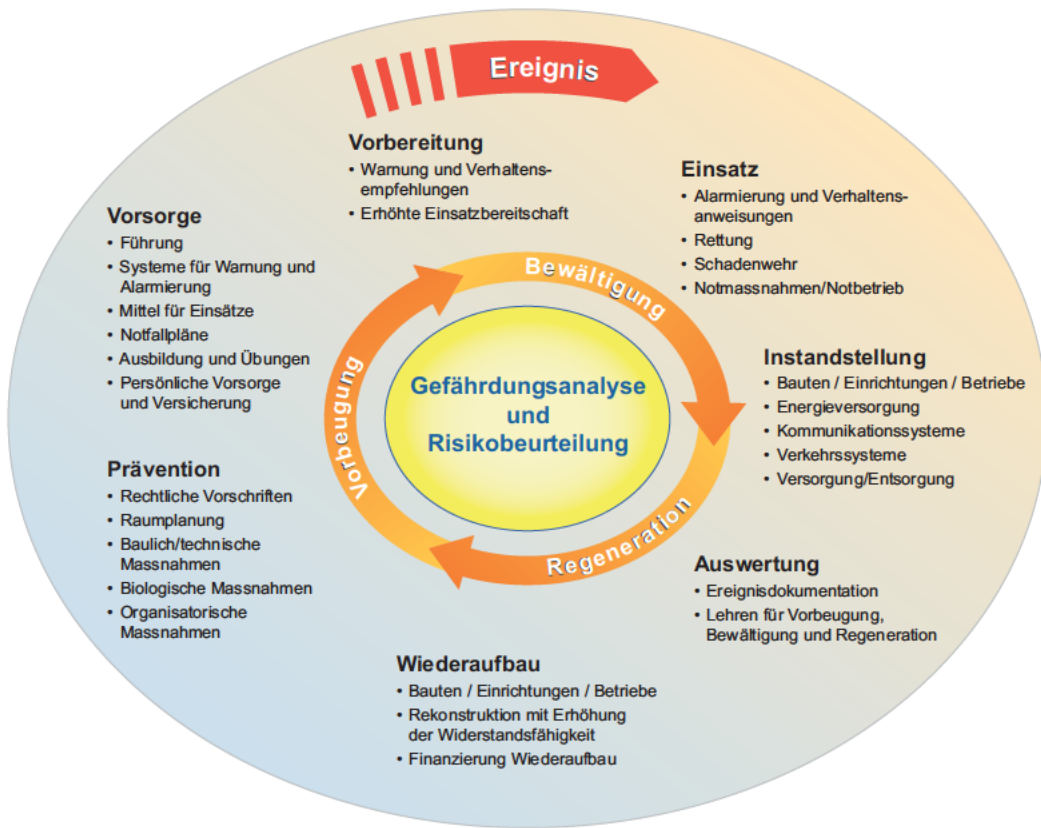 Ereignis
Vorbereitung
• Warnung und Verhaltens-
empfehlungen
• Erhöhte Einsatzbereitschaft
Einsatz
• Alarmierung und Verhaltens-
anweisungen
• Rettung
• Schadenwehr
• Notmassnahmen/Notbetrieb
Instandstellung
• Bauten / Einrichtungen / Betriebe
• Energieversorgung
• Kommunikationssysteme
• Verkehrssysteme
• Versorgung/Entsorgung
Auswertung
• Ereignisdokumentation
• Lehren für Vorbeugung,
Bewältigung und Regeneration
Wiederaufbau
• Bauten / Einrichtungen / Betriebe
• Rekonstruktion mit Erhöhung
der Widerstandsfähigkeit
• Finanzierung Wiederaufbau
Prävention
• Rechtliche Vorschriften
• Raumplanung
• Baulich/technische
Massnahmen
• Biologische Massnahmen
• Organisatorische
Massnahmen
Vorsorge
• Führung
• Systeme für Warnung und
Alarmierung
• Mittel für Einsätze
• Notfallpläne
• Ausbildung und Übungen
• Persönliche Vorsorge
und Versicherung
Bewältigung
Regeneration
Vorbeugung
Gefährdungsanalyse
und
Risikobeurteilung